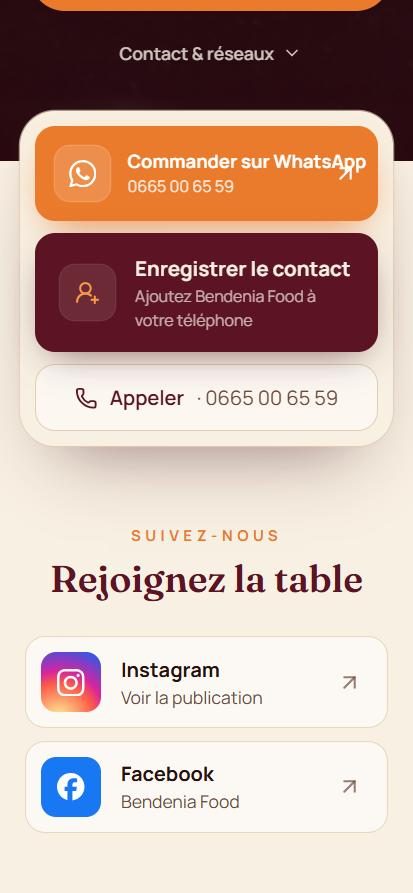 Contact & réseaux
Commander sur WhatsApp
0665 00 65 59
Enregistrer le contact
Ajoutez Bendenia Food à
votre téléphone
Appeler · 0665 00 65 59
SUIVEZ-NOUS
Rejoignez la table
Instagram
Voir la publication
Facebook
Bendenia Food